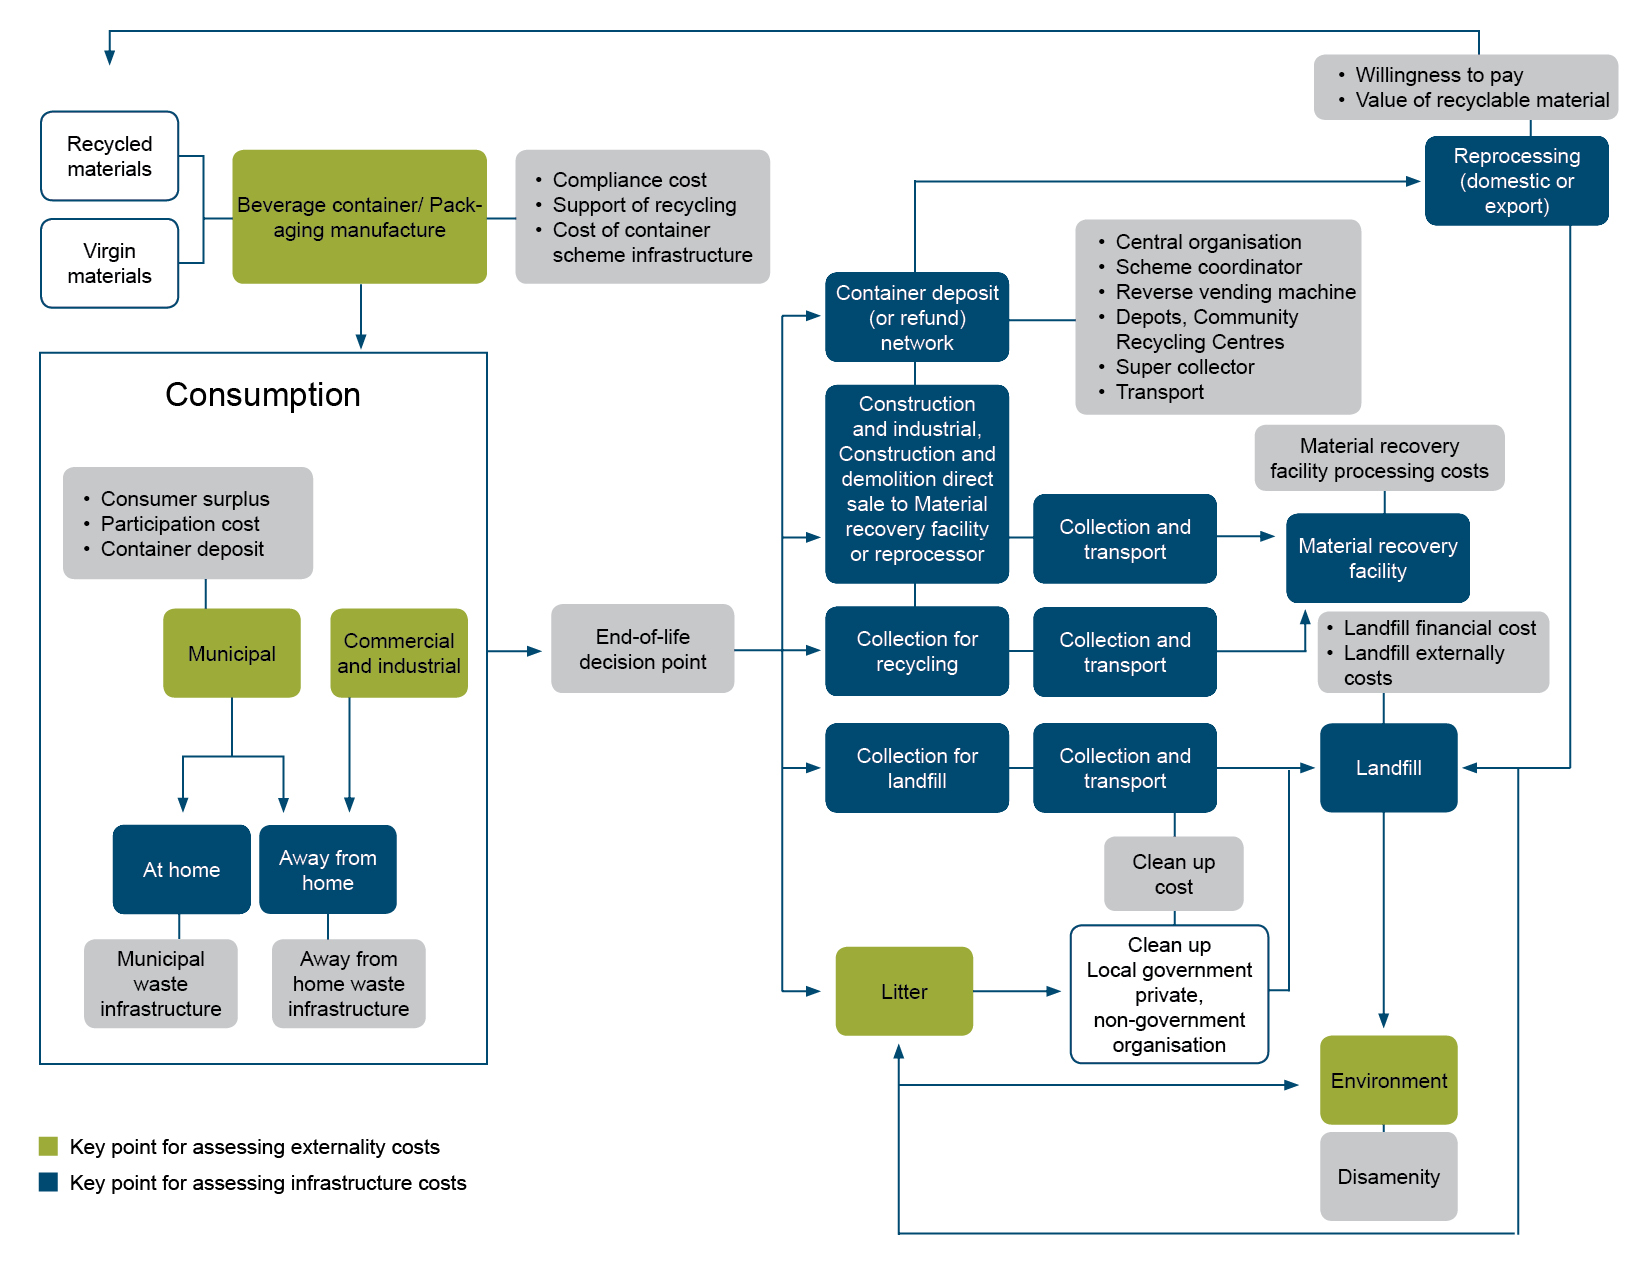 • Willingness to pay
• Value of recyclable material
Recycled
materials
Virgin
materials
Beverage container/ Pack-
aging manufacture
• Compliance cost
• Support of recycling
• Cost of container
scheme infrastructure
Reprocessing
(domestic or
export)
Container deposit
(or refund)
network
• Central organisation
• Scheme coordinator
• Reverse vending machine
• Depots, Community
Recycling Centres
• Super collector
• Transport
Consumption
• Consumer surplus
• Participation cost
• Container deposit
Municipal
Commercial
and industrial
At home
Away from
home
Municipal
waste
infrastructure
Away from
home waste
infrastructure
End-of-life
decision point
Construction
and industrial,
Construction and
demolition direct
sale to Material
recovery facility
or reprocessor
Collection and
transport
Material recovery
facility processing costs
Material recovery
facility
Collection for
recycling
Collection and
transport
• Landfill financial cost
• Landfill externally
costs
Collection for
landfill
Collection and
transport
Landfill
Clean up
cost
Litter
Clean up
Local government
private,
non-government
organisation
Environment
Disamenity
Key point for assessing externality costs
Key point for assessing infrastructure costs